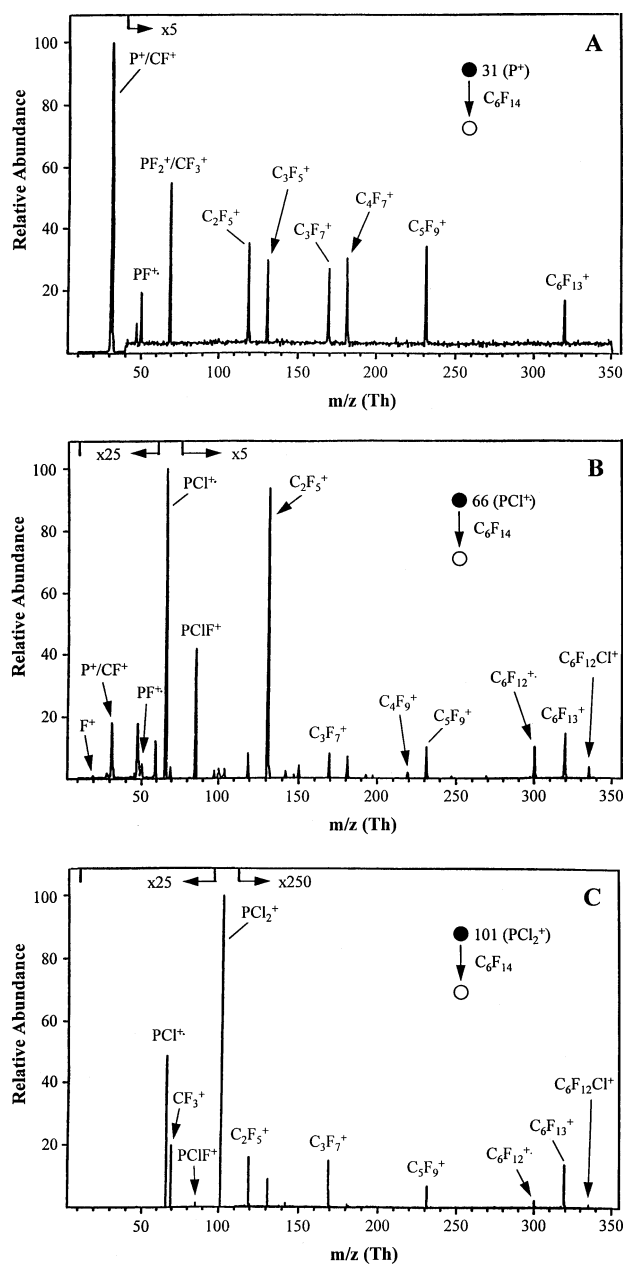 x5
A
P⁺/CF⁺
31 (P⁺)
C₆F₁₄
PF₂⁺/CF₃⁺
C₃F₅⁺
C₂F₅⁺
C₃F₇⁺
C₄F₇⁺
C₅F₉⁺
PF⁺·
C₆F₁₃⁺
Relative Abundance
100
80
60
40
20
50 100 150 200 250 300 350
m/z (Th)
x25 x5
B
PCl⁺·
C₂F₅⁺
66 (PCl⁺)
C₆F₁₄
PClF⁺
P⁺/CF⁺
PF⁺·
F⁺
C₃F₇⁺
C₄F₉⁺
C₅F₉⁺
C₆F₁₂⁺·
C₆F₁₂Cl⁺
C₆F₁₃⁺
Relative Abundance
100
80
60
40
20
50 100 150 200 250 300 350
m/z (Th)
x25 x250
C
PCl₂⁺
101 (PCl₂⁺)
C₆F₁₄
PCl⁺·
CF₃⁺
PClF⁺
C₂F₅⁺
C₃F₇⁺
C₅F₉⁺
C₆F₁₂⁺·
C₆F₁₃⁺
C₆F₁₂Cl⁺
Relative Abundance
100
80
60
40
20
50 100 150 200 250 300 350
m/z (Th)